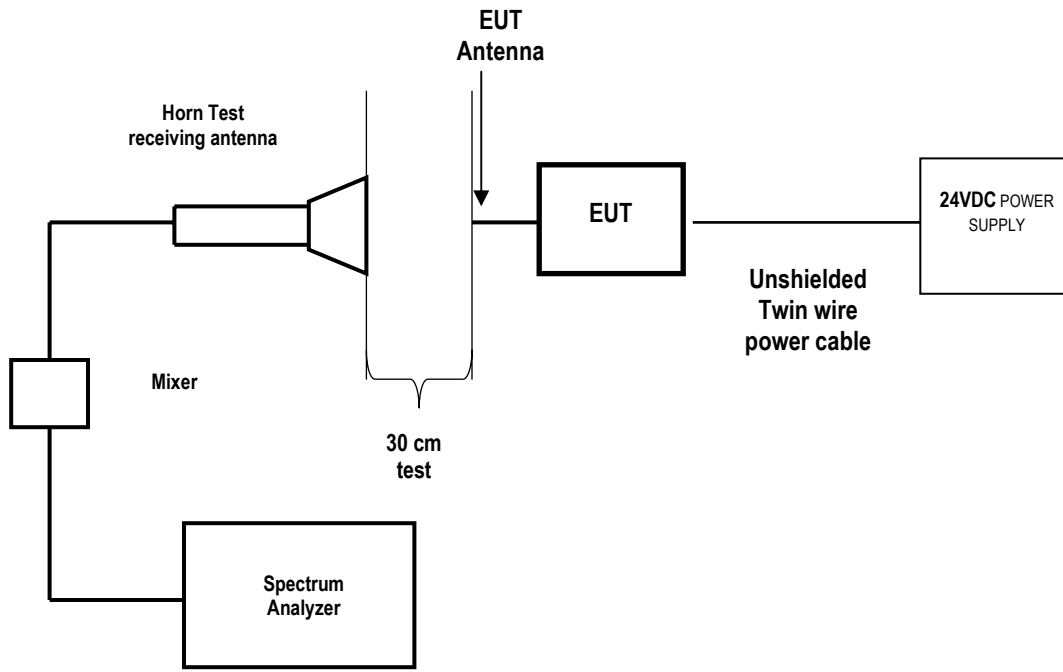 EUT
Antenna
Horn Test
receiving antenna
EUT
24VDC POWER
SUPPLY
Unshielded
Twin wire
power cable
Mixer
30 cm
test
Spectrum
Analyzer